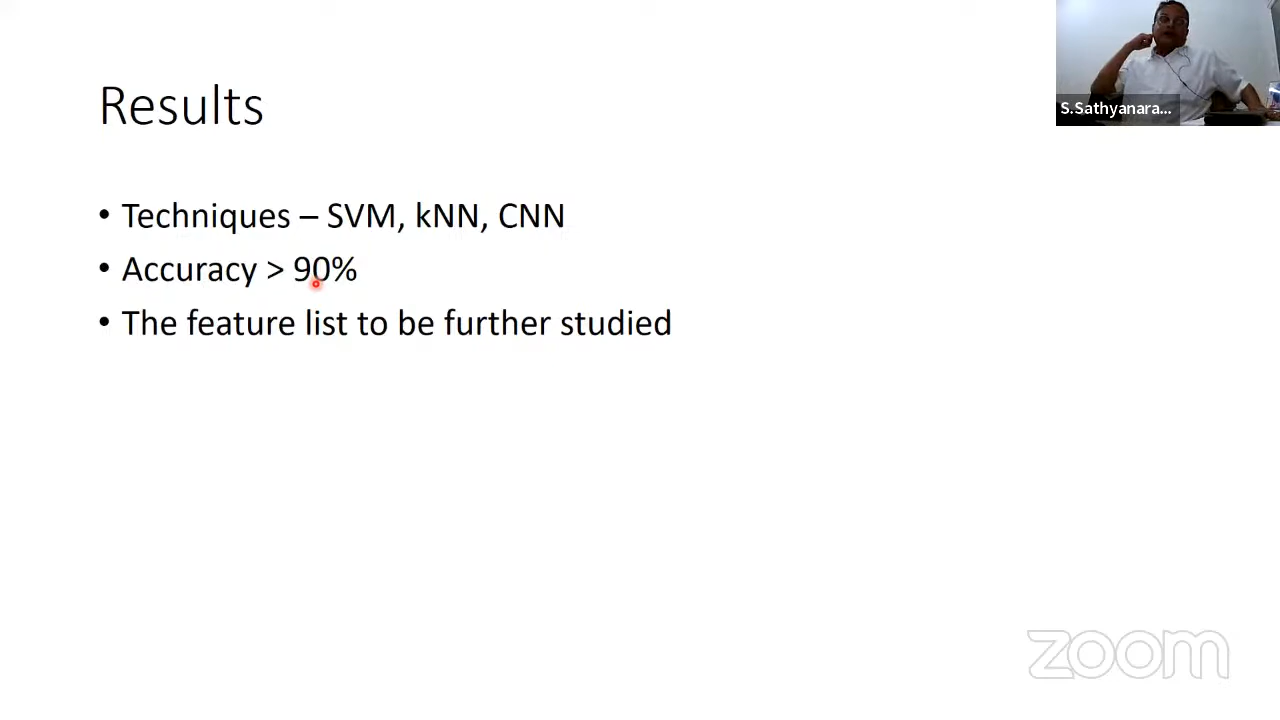 Results
• Techniques – SVM, kNN, CNN
• Accuracy > 90%
• The feature list to be further studied
S.Sathyanara...
zoom